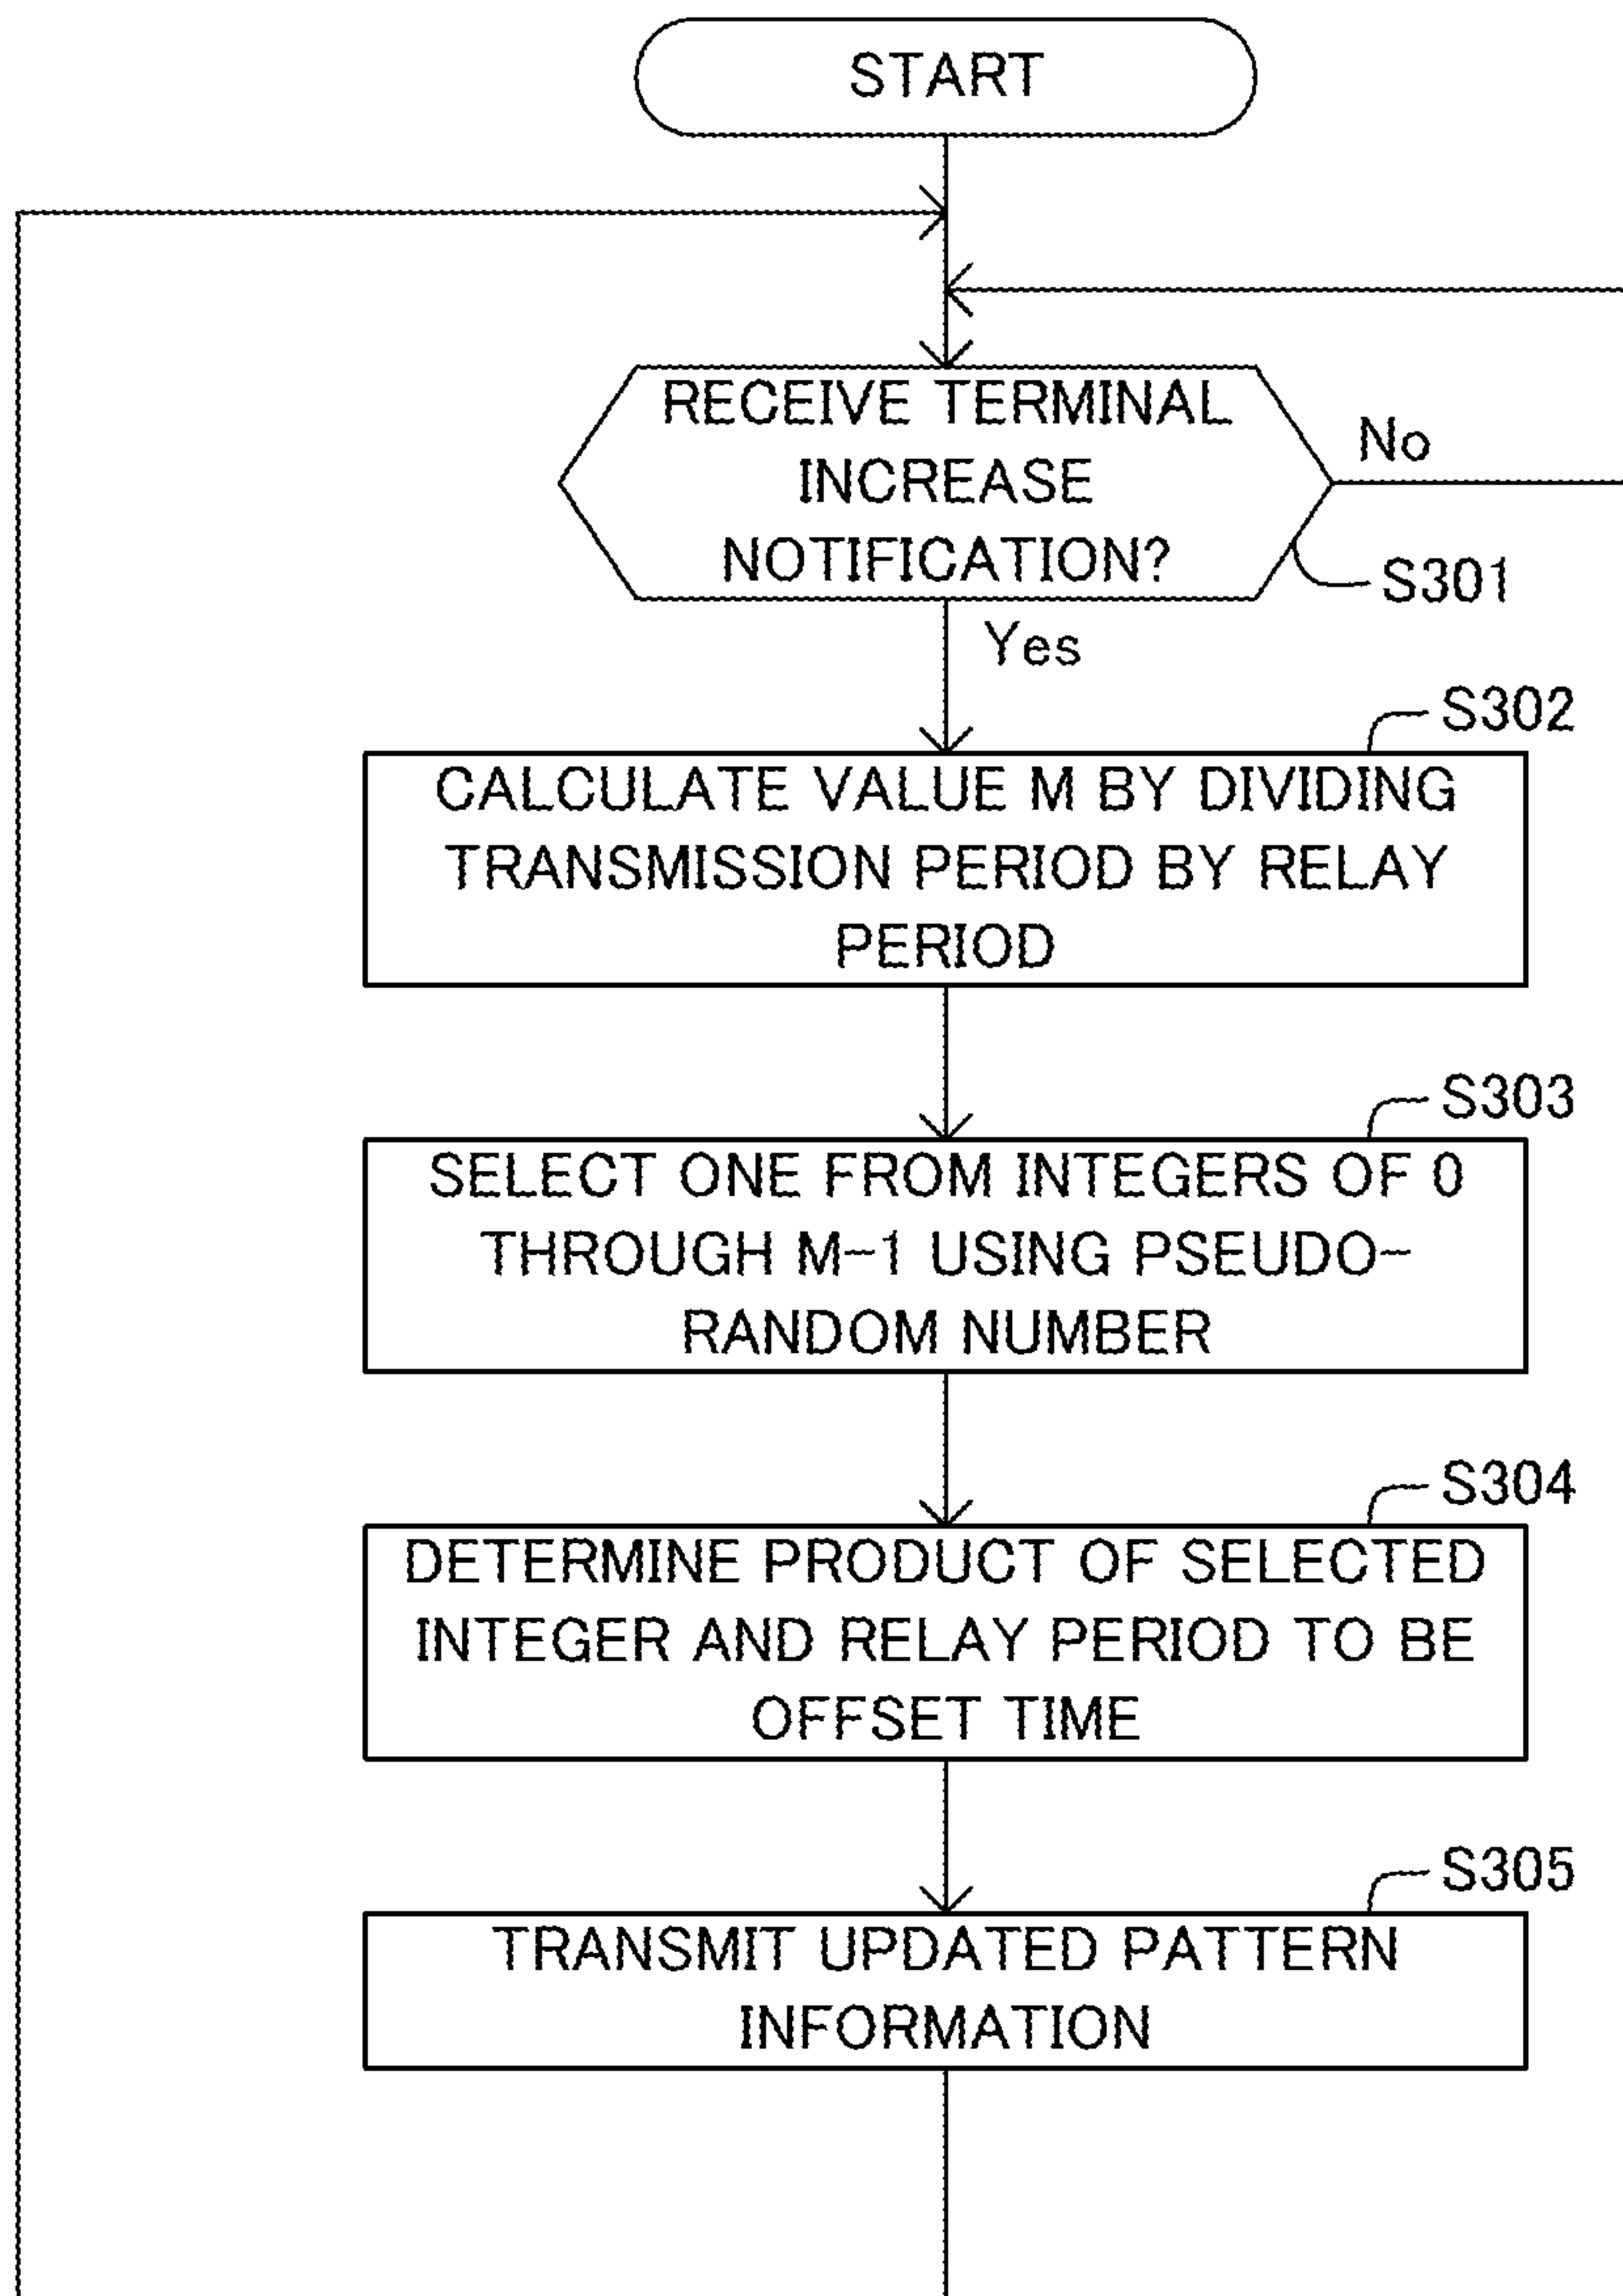 START
RECEIVE TERMINAL
INCREASE
NOTIFICATION?
No
S301
Yes
S302
CALCULATE VALUE M BY DIVIDING
TRANSMISSION PERIOD BY RELAY
PERIOD
S303
SELECT ONE FROM INTEGERS OF 0
THROUGH M-1 USING PSEUDO-
RANDOM NUMBER
S304
DETERMINE PRODUCT OF SELECTED
INTEGER AND RELAY PERIOD TO BE
OFFSET TIME
S305
TRANSMIT UPDATED PATTERN
INFORMATION